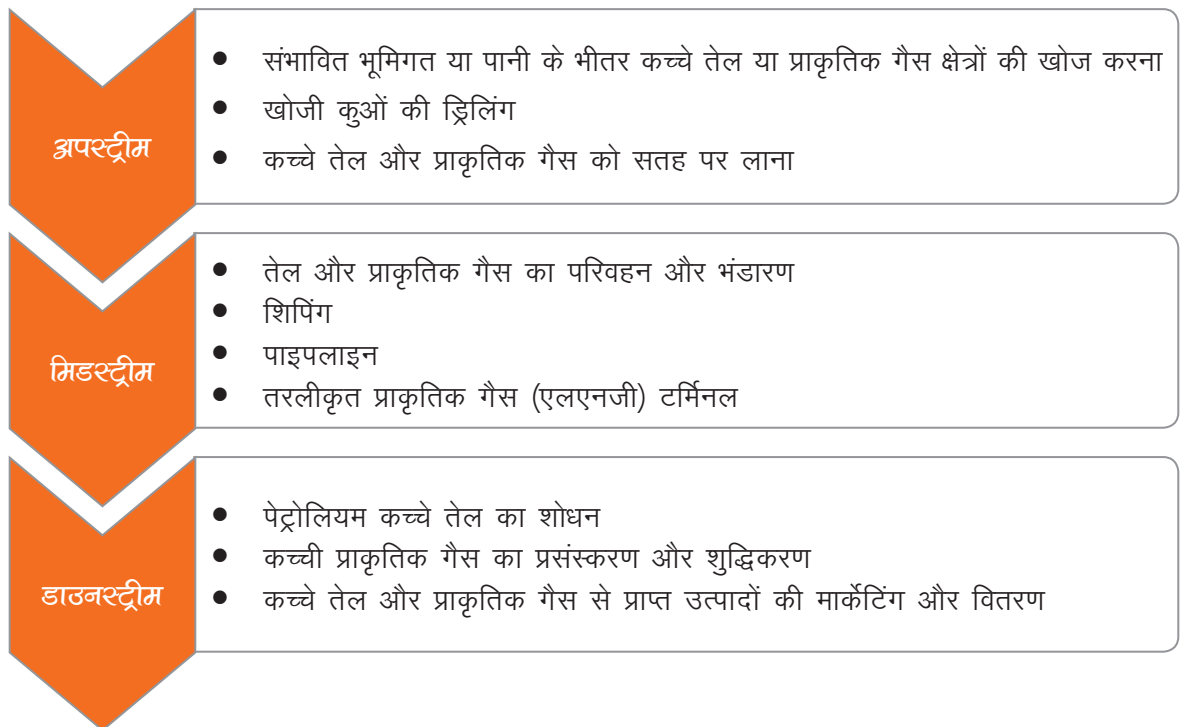 अपस्ट्रीम
● संभावित भूमिगत या पानी के भीतर कच्चे तेल या प्राकृतिक गैस क्षेत्रों की खोज करना
● खोजी कुओं की ड्रिलिंग
● कच्चे तेल और प्राकृतिक गैस को सतह पर लाना
मिडस्ट्रीम
● तेल और प्राकृतिक गैस का परिवहन और भंडारण
● शिपिंग
● पाइपलाइन
● तरलीकृत प्राकृतिक गैस (एलएनजी) टर्मिनल
डाउनस्ट्रीम
● पेट्रोलियम कच्चे तेल का शोधन
● कच्ची प्राकृतिक गैस का प्रसंस्करण और शुद्धिकरण
● कच्चे तेल और प्राकृतिक गैस से प्राप्त उत्पादों की मार्केटिंग और वितरण